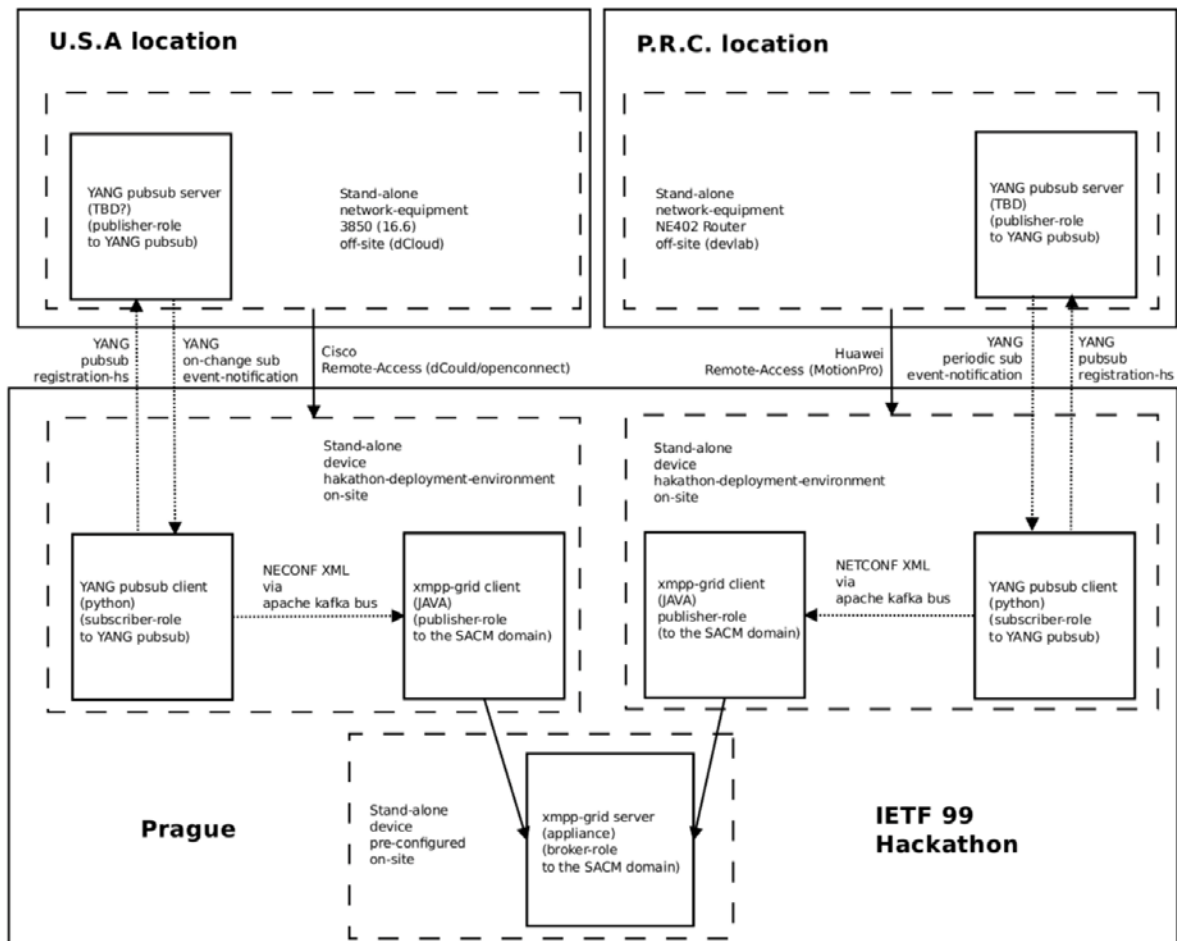 U.S.A location
P.R.C. location
YANG pubsub server
(TBD?)
(publisher-role
to YANG pubsub)
Stand-alone
network-equipment
3850 (16.6)
off-site (dCloud)
Stand-alone
network-equipment
NE402 Router
off-site (devlab)
YANG pubsub server
(TBD)
(publisher-role
to YANG pubsub)
YANG
pubsub
registration-hs
YANG
on-change sub
event-notification
Cisco
Remote-Access (dCould/openconnect)
Huawei
Remote-Access (MotionPro)
YANG
periodic sub
event-notification
YANG
pubsub
registration-hs
Stand-alone
device
hakathon-deployment-environment
on-site
Stand-alone
device
hakathon-deployment-environment
on-site
YANG pubsub client
(python)
(subscriber-role
to YANG pubsub)
NECONF XML
via
apache kafka bus
xmpp-grid client
(JAVA)
(publisher-role
to the SACM domain)
xmpp-grid client
(JAVA)
publisher-role
(to the SACM domain)
NETCONF XML
via
apache kafka bus
YANG pubsub client
(python)
(subscriber-role
to YANG pubsub)
Prague
Stand-alone
device
pre-configured
on-site
xmpp-grid server
(appliance)
(broker-role
to the SACM domain)
IETF 99
Hackathon